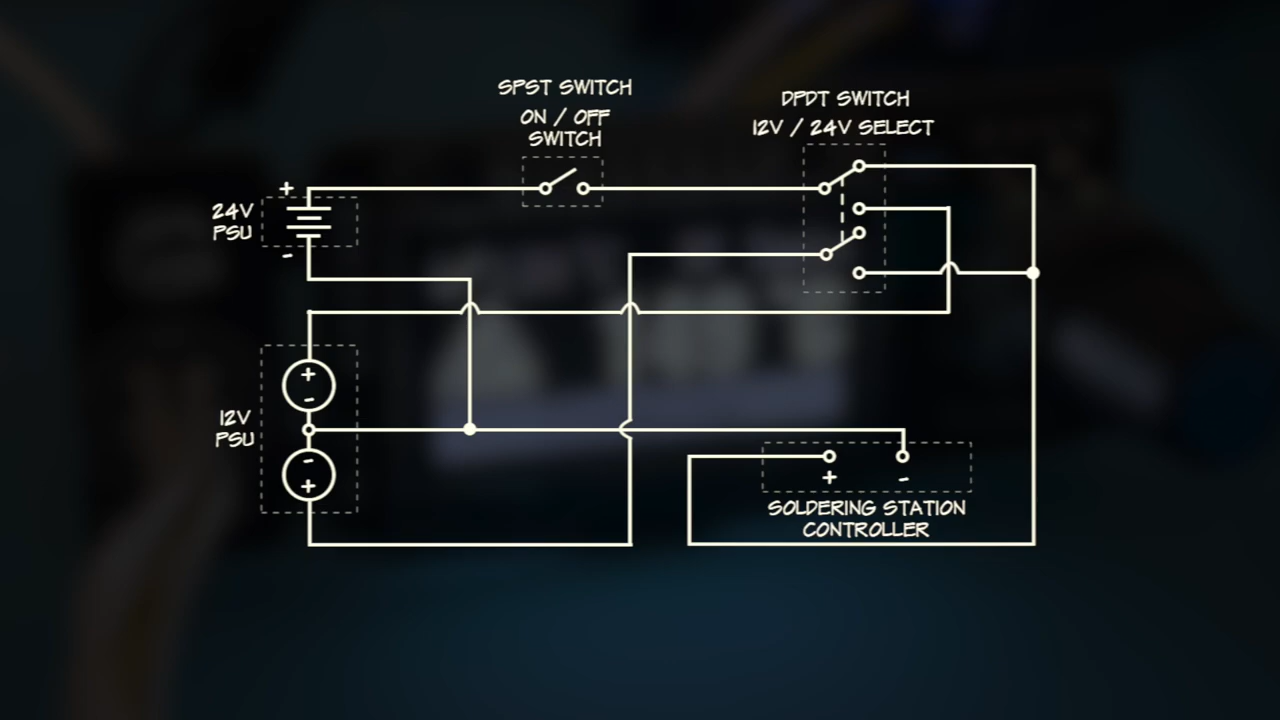 SPST SWITCH
ON / OFF
SWITCH
DPDT SWITCH
12V / 24V SELECT
+
24V
PSU
-
+
-
12V
PSU
-
+
+ -
SOLDERING STATION
CONTROLLER